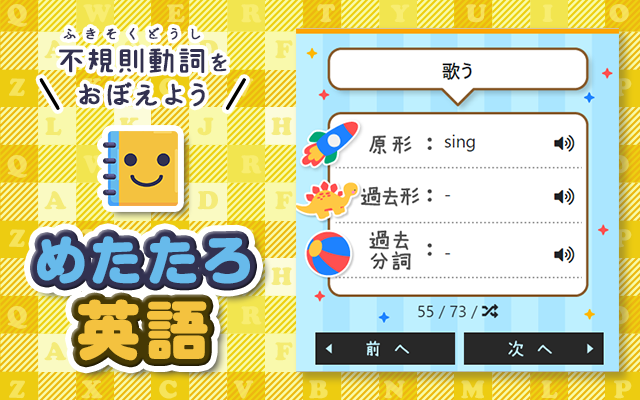 ふきそくどうし
不規則動詞を
おぼえよう
めたたろ
英語
歌う
原形 : sing
過去形 : -
過去
分詞 : -
55 / 73 /
前 へ
次 へ